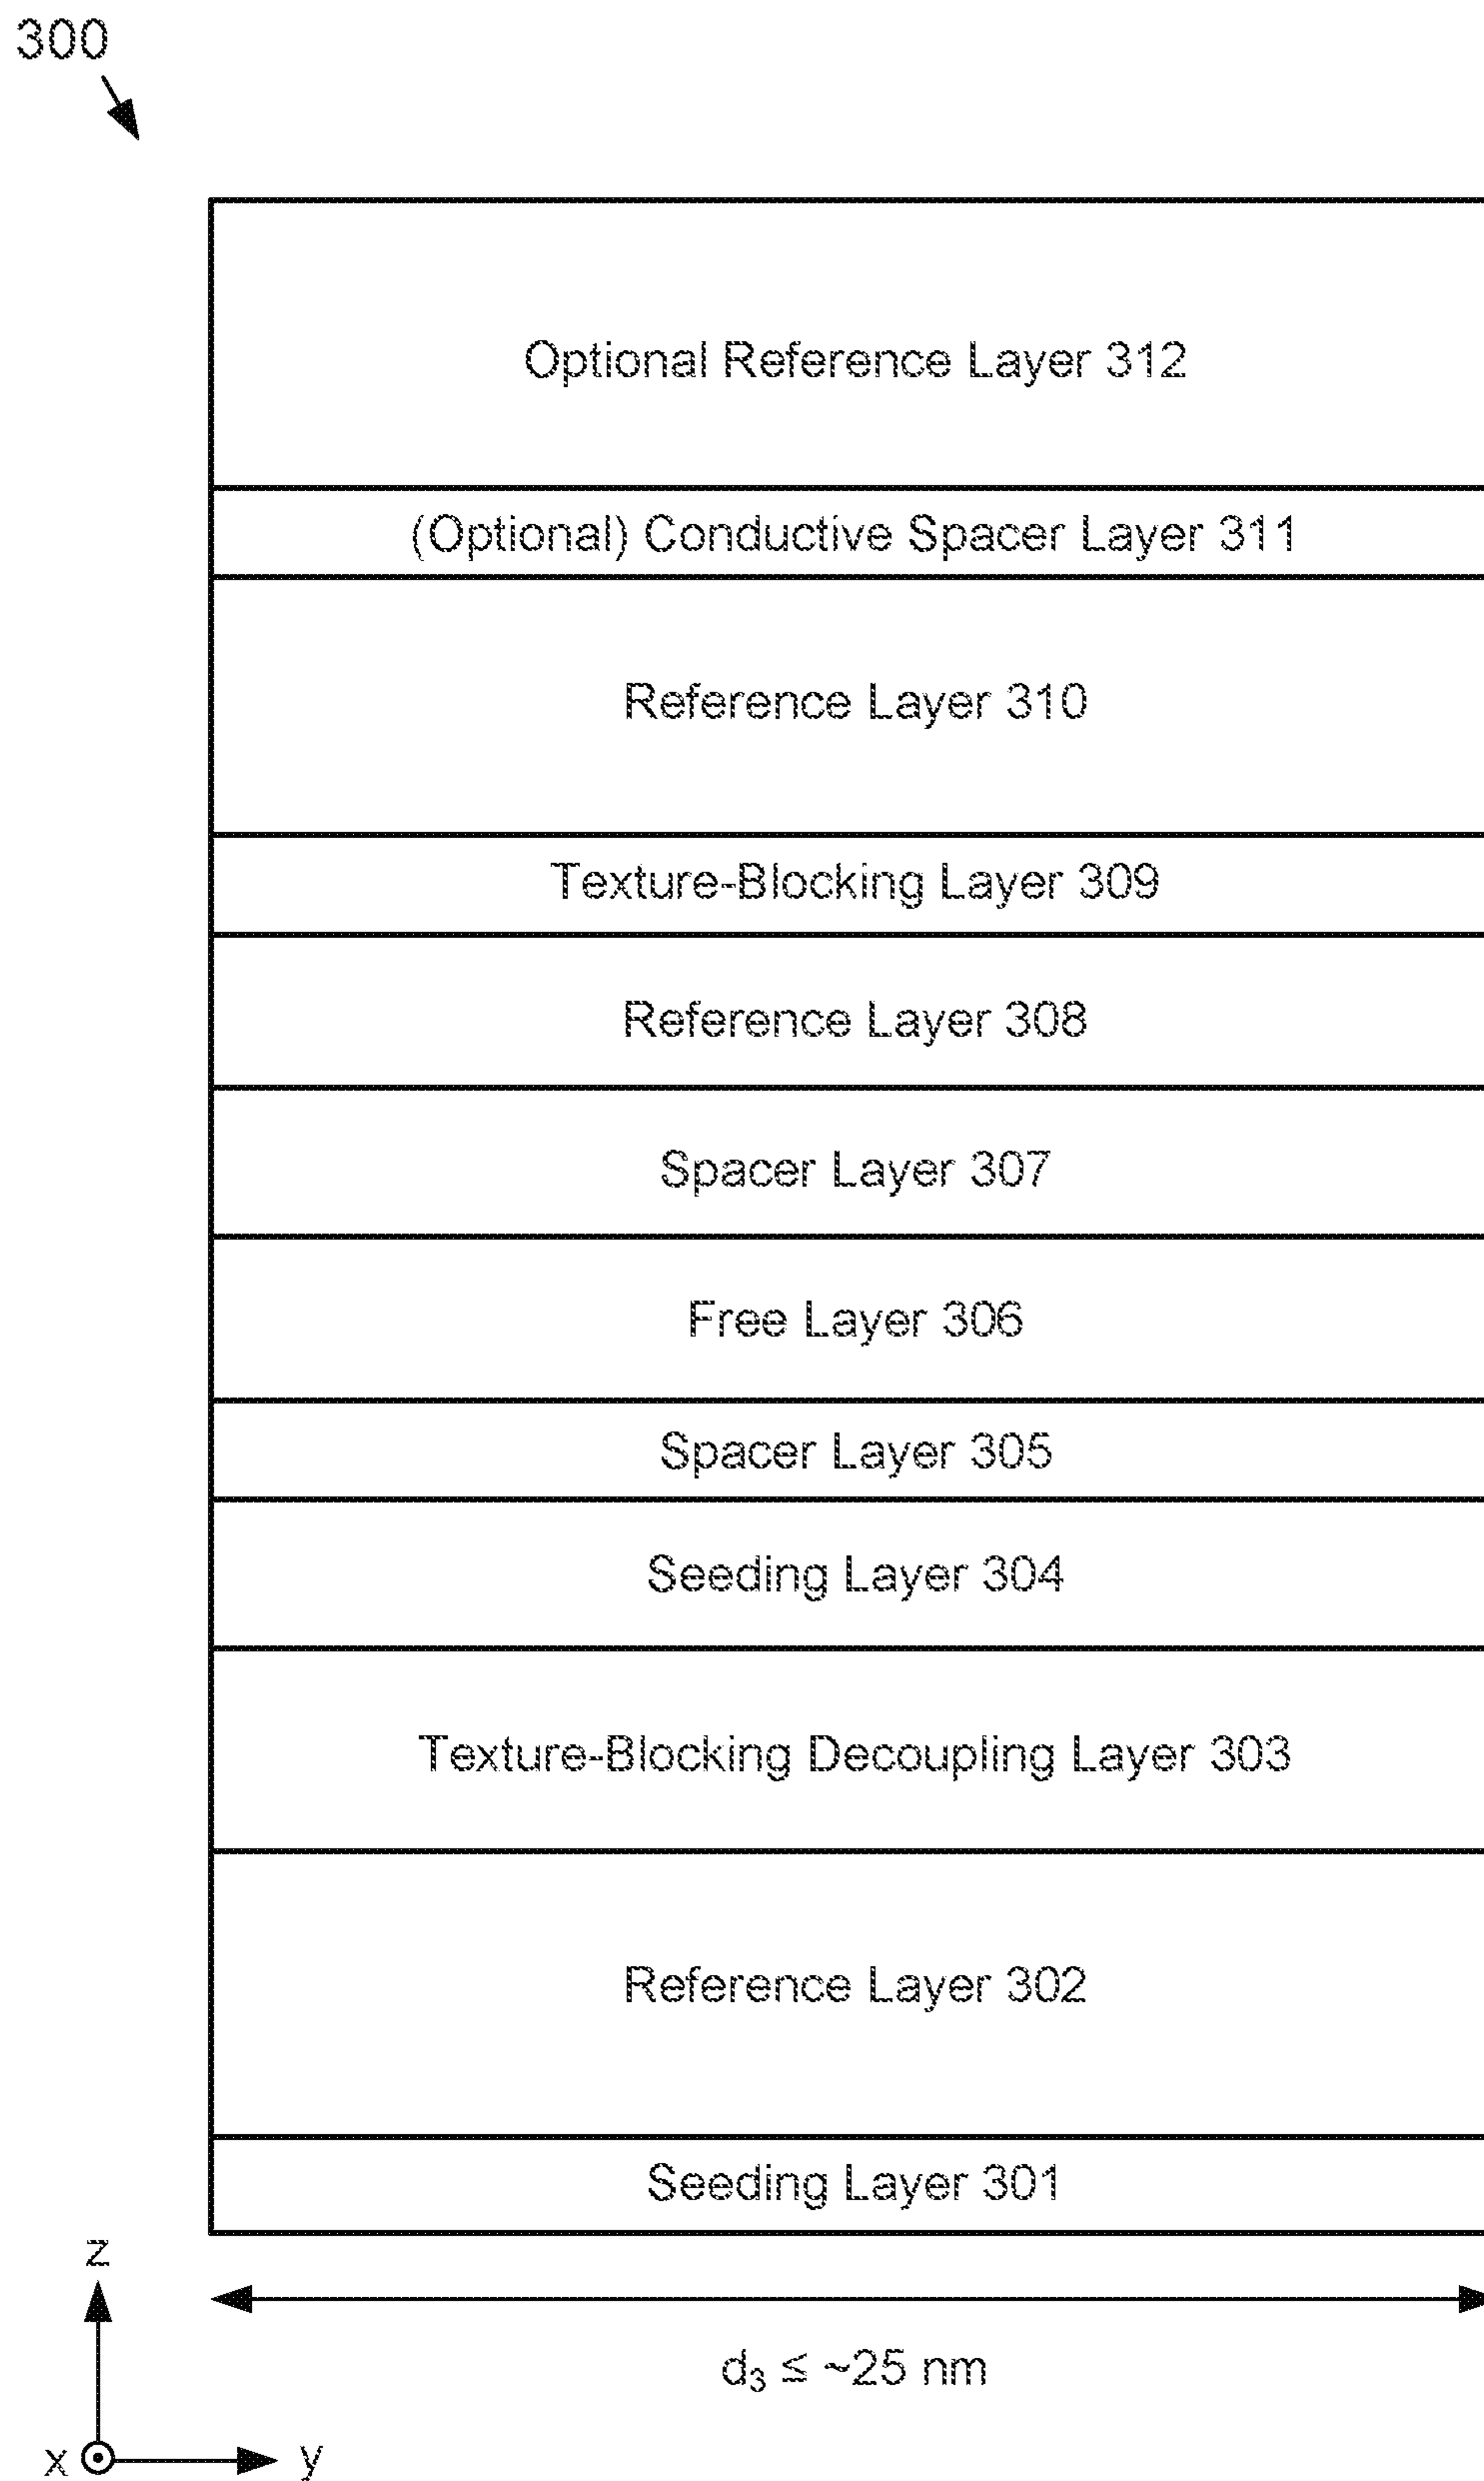 300
Optional Reference Layer 312
(Optional) Conductive Spacer Layer 311
Reference Layer 310
Texture-Blocking Layer 309
Reference Layer 308
Spacer Layer 307
Free Layer 306
Spacer Layer 305
Seeding Layer 304
Texture-Blocking Decoupling Layer 303
Reference Layer 302
Seeding Layer 301
z
d₃ ≤ ~25 nm
x
y